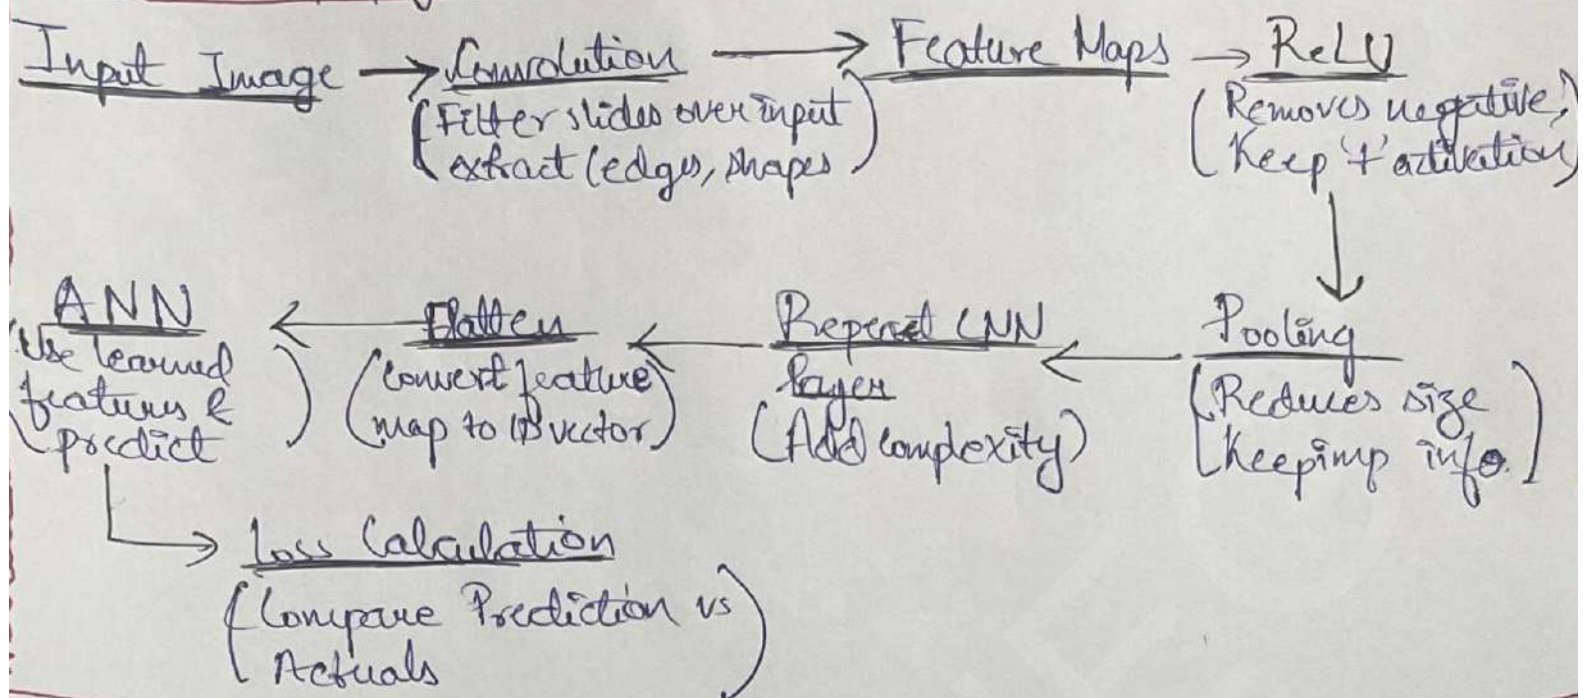 Input Image → Convolution → Feature Maps → ReLU
(Filter slides over input
extract (edges, shapes)
(Removes negative,
Keep '+' activation)
Pooling
(Reduces size
Keep imp info.)
Repeat CNN
layer
(Add complexity)
Flatten
(Convert feature
map to 1D vector)
ANN
(Use learned
features &
predict)
Loss Calculation
(Compare Prediction vs
Actuals)